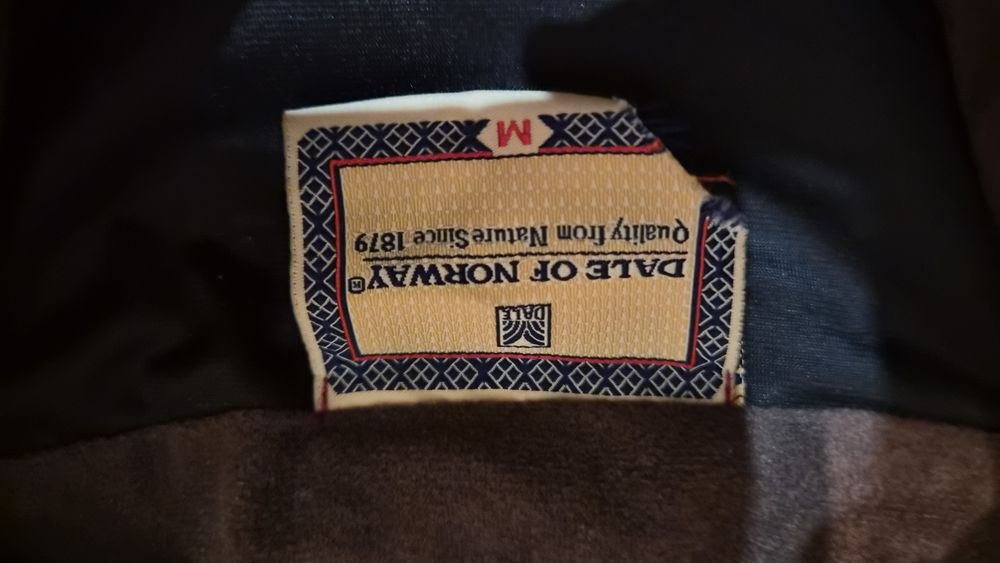 DALE
DALE OF NORWAY®
Quality from Nature Since 1879
M